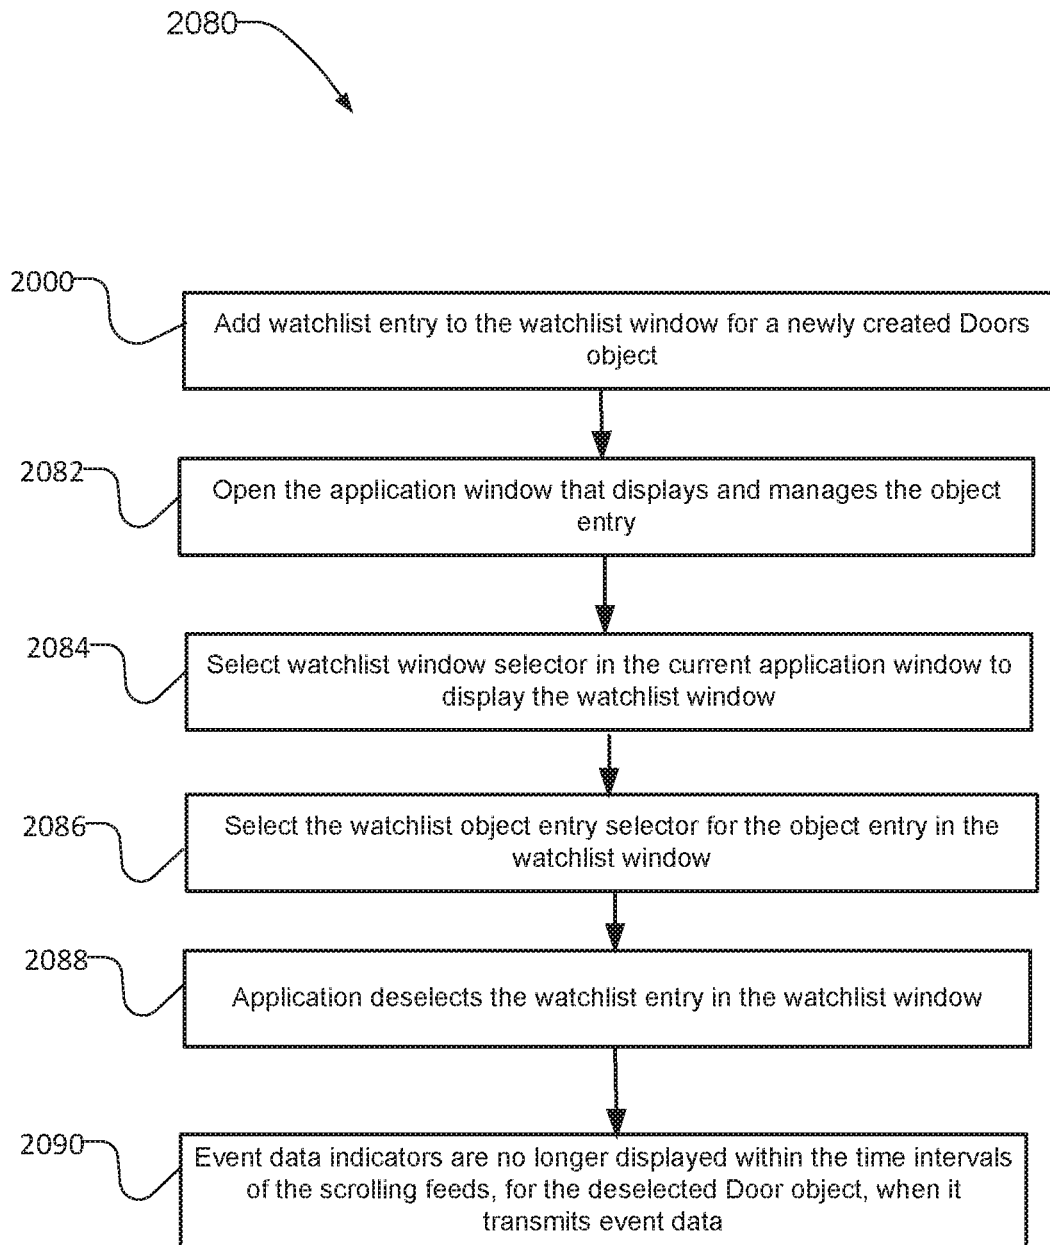 2080
2000
Add watchlist entry to the watchlist window for a newly created Doors
object
2082
Open the application window that displays and manages the object
entry
2084
Select watchlist window selector in the current application window to
display the watchlist window
2086
Select the watchlist object entry selector for the object entry in the
watchlist window
2088
Application deselects the watchlist entry in the watchlist window
2090
Event data indicators are no longer displayed within the time intervals
of the scrolling feeds, for the deselected Door object, when it
transmits event data